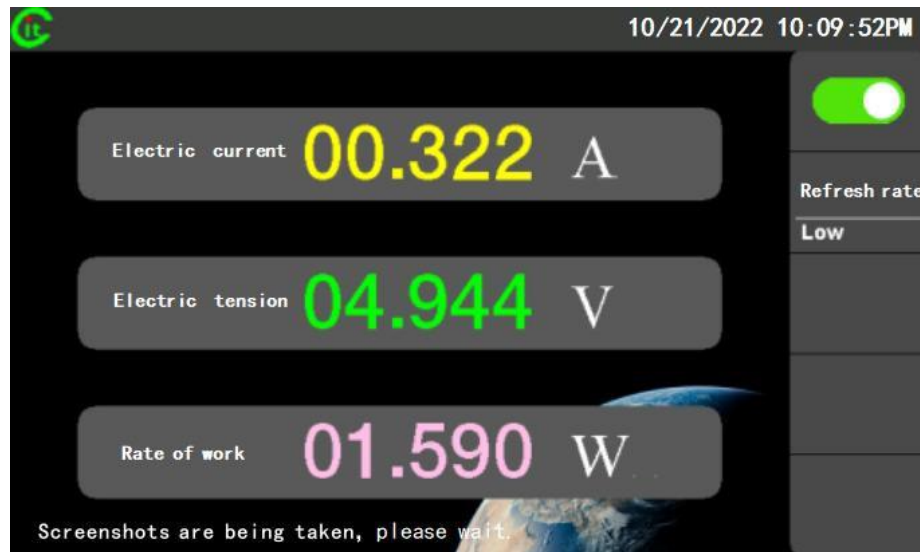 it
10/21/2022 10:09:52PM
Electric current 00.322 A
Refresh rate
Low
Electric tension 04.944 V
Rate of work 01.590 W
Screenshots are being taken, please wait.